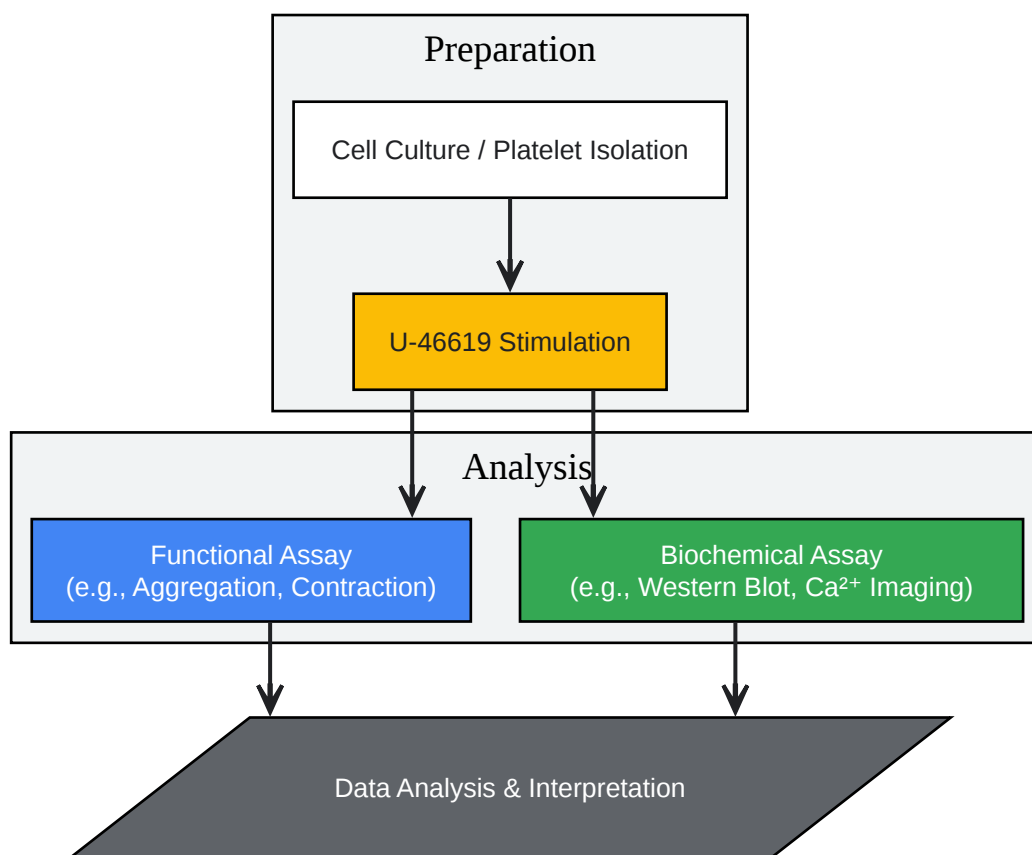 Preparation
Cell Culture / Platelet Isolation
U-46619 Stimulation
Analysis
Functional Assay
(e.g., Aggregation, Contraction)
Biochemical Assay
(e.g., Western Blot, Ca²⁺ Imaging)
Data Analysis & Interpretation